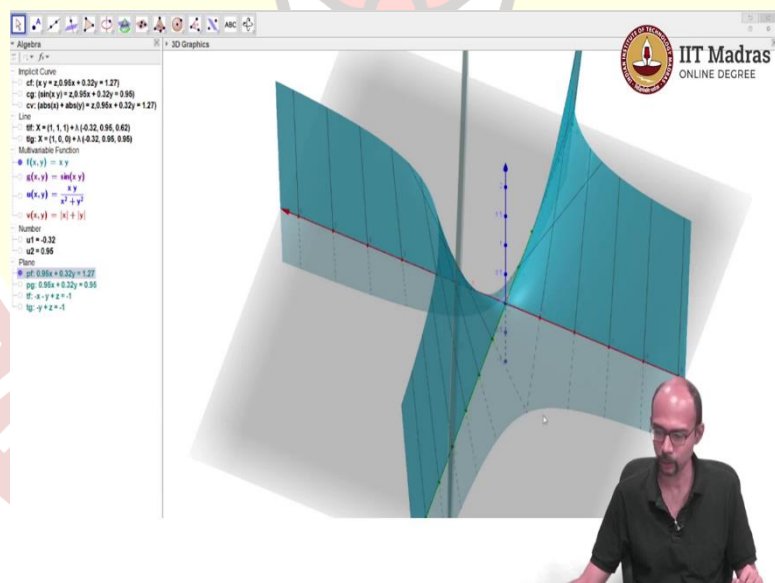 ABC
Algebra
3D Graphics
IIT Madras
ONLINE DEGREE
Implicit Curve
cf: (x y = z,0.95x + 0.32y = 1.27)
cg: (sin(x y) = z,0.95x + 0.32y = 0.95)
cv: (abs(x) + abs(y) = z,0.95x + 0.32y = 1.27)
Line
tlf: X = (1, 1, 1) + λ (-0.32, 0.95, 0.62)
tlg: X = (1, 0, 0) + λ (-0.32, 0.95, 0.95)
Multivariable Function
f(x, y) = x y
g(x, y) = sin(x y)
u(x, y) = x y / x² + y²
v(x, y) = |x| + |y|
Number
u1 = -0.32
u2 = 0.95
Plane
pf: 0.95x + 0.32y = 1.27
pg: 0.95x + 0.32y = 0.95
tf: -x - y + z = -1
tg: -y + z = -1